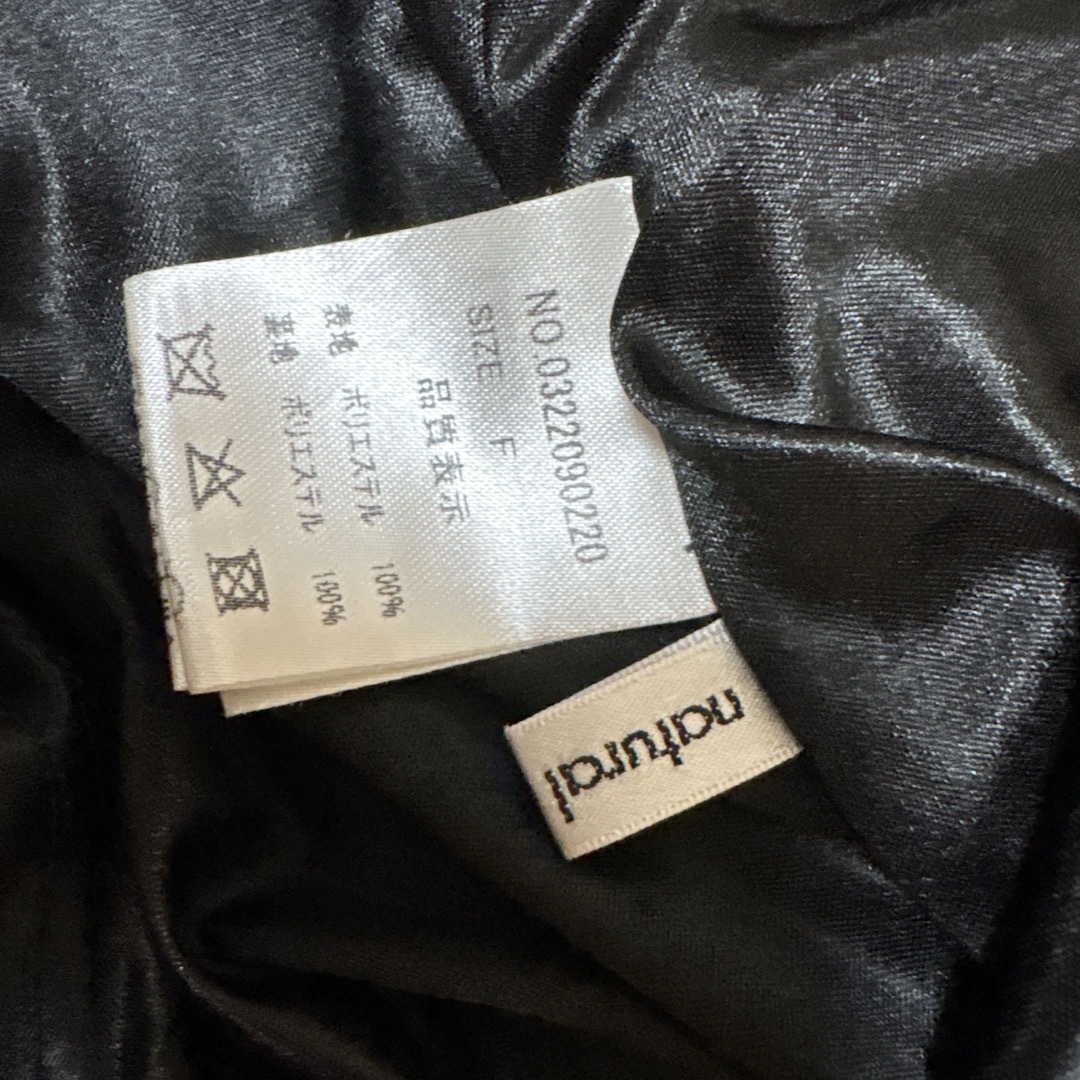 NO.0322090220
SIZE F
品質表示
表地 ポリエステル 100%
裏地 ポリエステル 100%
natural